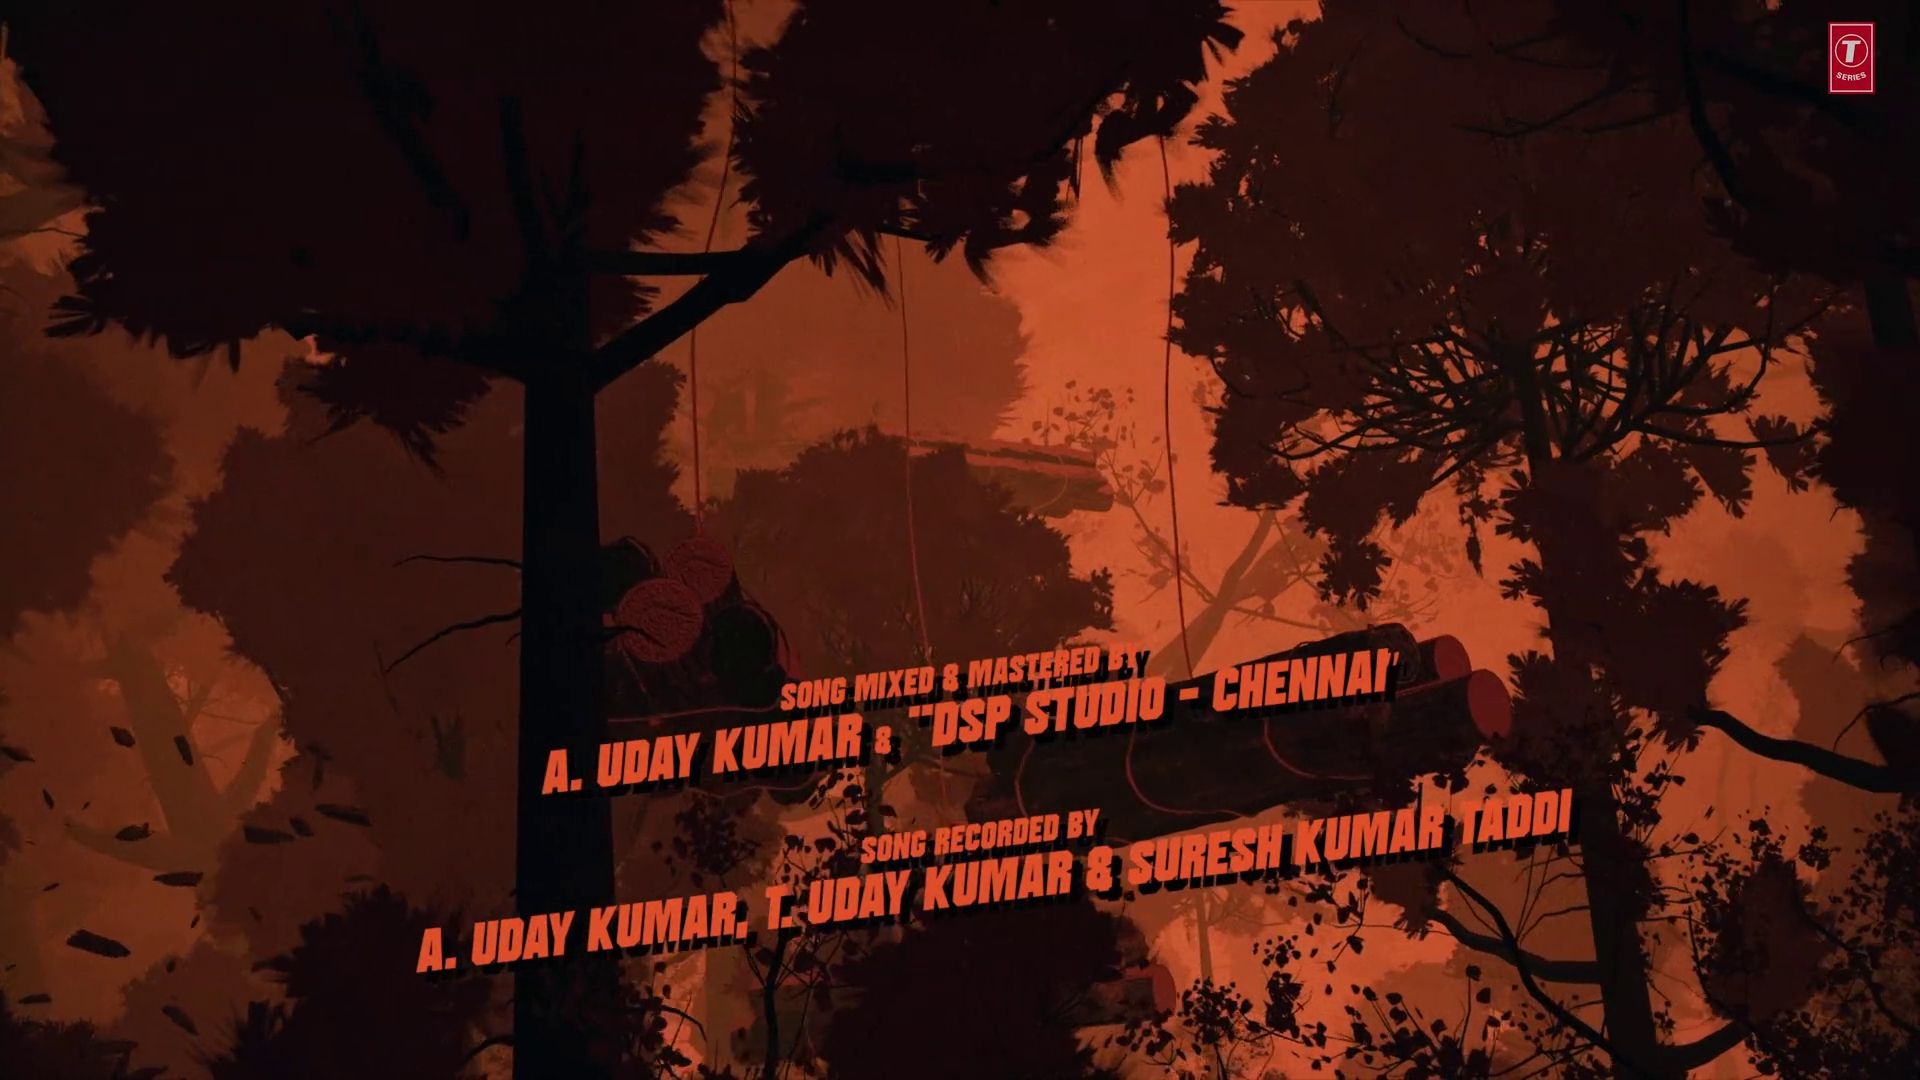 T
SERIES
SONG MIXED & MASTERED BY
A. UDAY KUMAR & "DSP STUDIO - CHENNAI"
SONG RECORDED BY
A. UDAY KUMAR, T. UDAY KUMAR & SURESH KUMAR TADDI